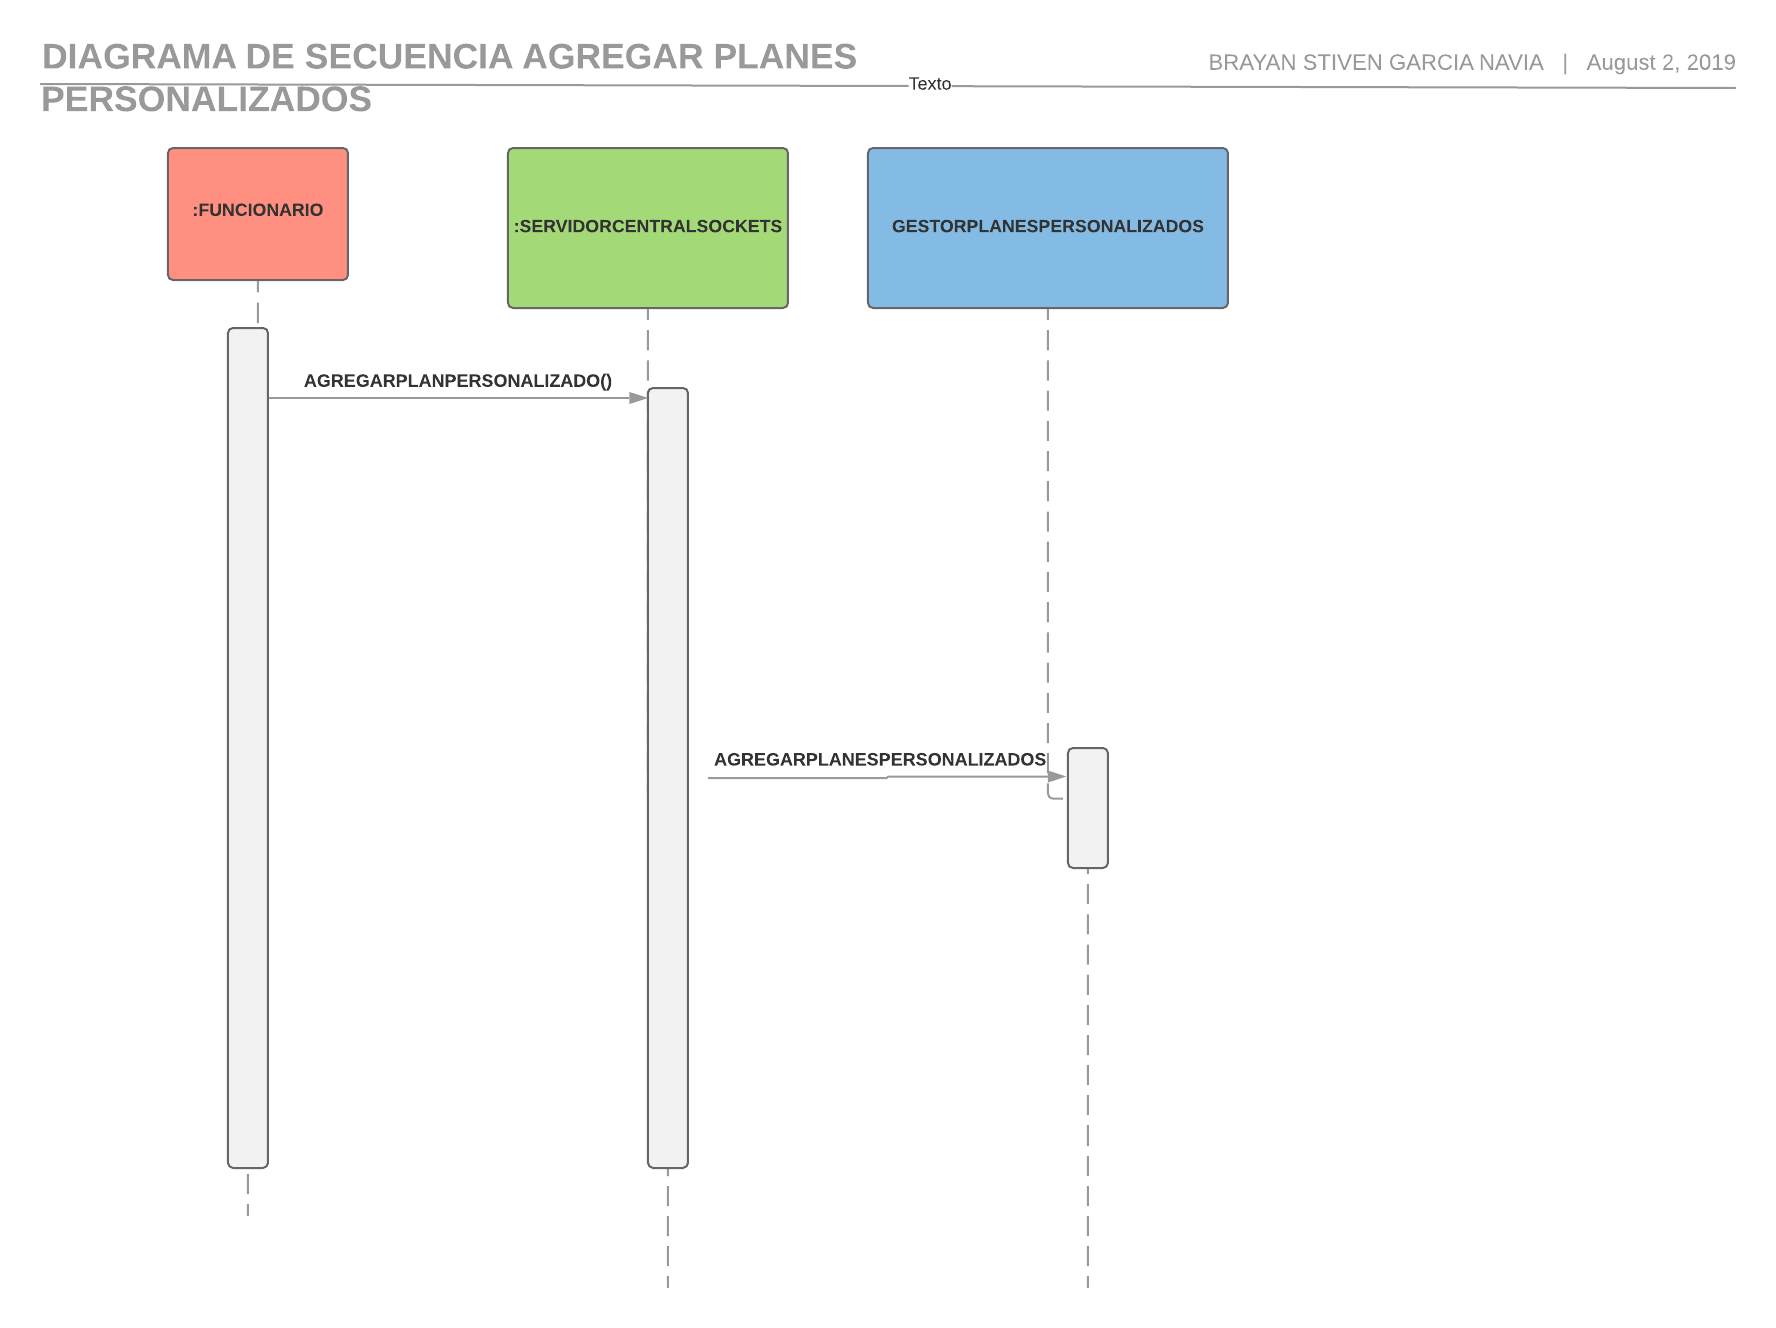 DIAGRAMA DE SECUENCIA AGREGAR PLANES
PERSONALIZADOS
BRAYAN STIVEN GARCIA NAVIA | August 2, 2019
Texto
:FUNCIONARIO
:SERVIDORCENTRALSOCKETS
GESTORPLANESPERSONALIZADOS
AGREGARPLANPERSONALIZADO()
AGREGARPLANESPERSONALIZADOS